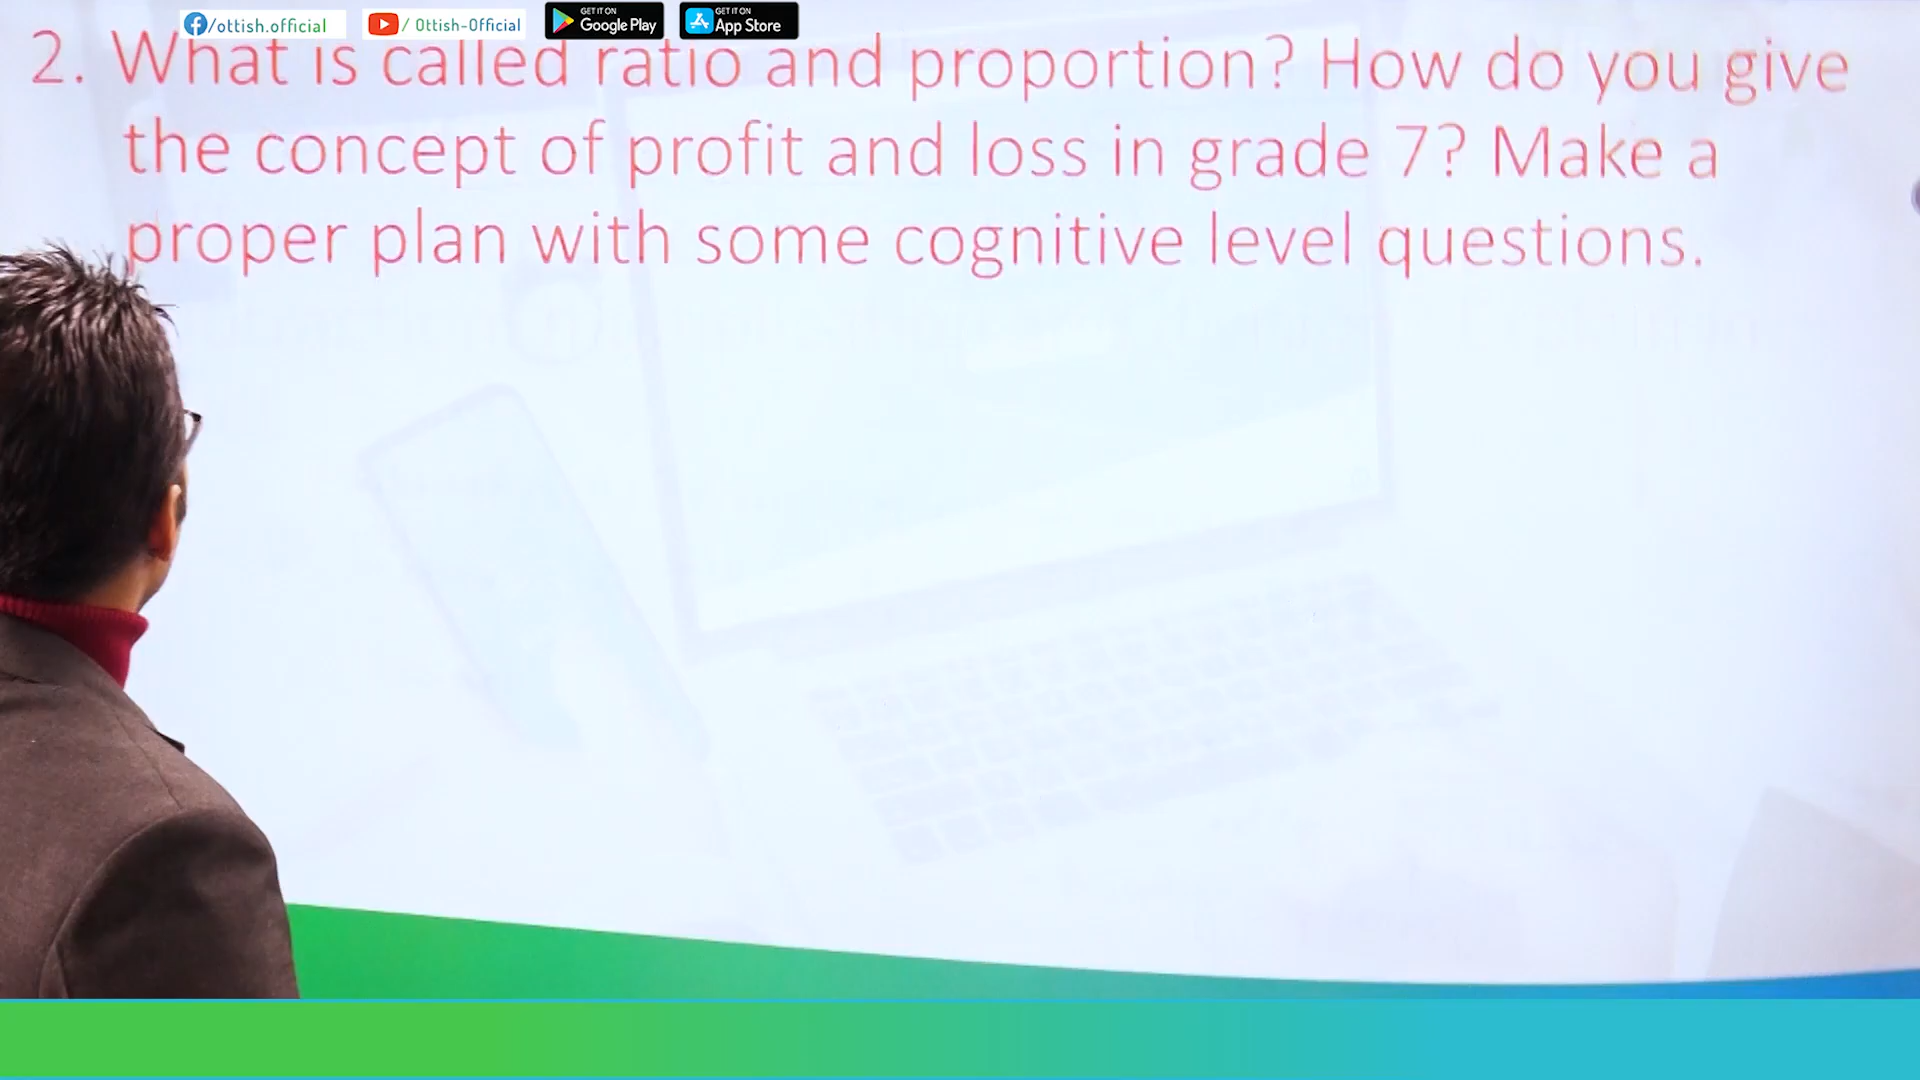 /ottish.official / Ottish-Official GET IT ON Google Play GET IT ON App Store
2. What is called ratio and proportion? How do you give
the concept of profit and loss in grade 7? Make a
proper plan with some cognitive level questions.